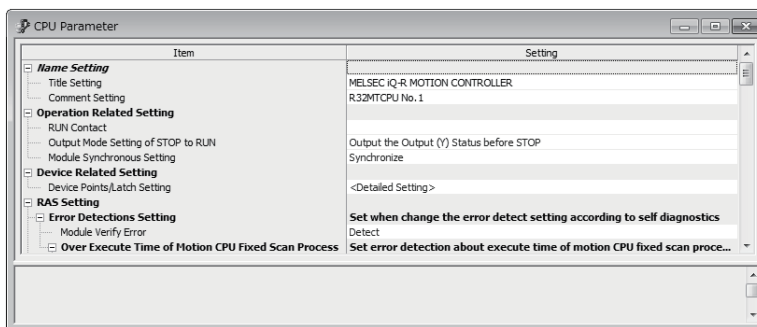 CPU Parameter
Item Setting
Name Setting
Title Setting MELSEC iQ-R MOTION CONTROLLER
Comment Setting R32MTCPU No.1
Operation Related Setting
RUN Contact
Output Mode Setting of STOP to RUN Output the Output (Y) Status before STOP
Module Synchronous Setting Synchronize
Device Related Setting
Device Points/Latch Setting <Detailed Setting>
RAS Setting
Error Detections Setting Set when change the error detect setting according to self diagnostics
Module Verify Error Detect
Over Execute Time of Motion CPU Fixed Scan Process Set error detection about execute time of motion CPU fixed scan proce...